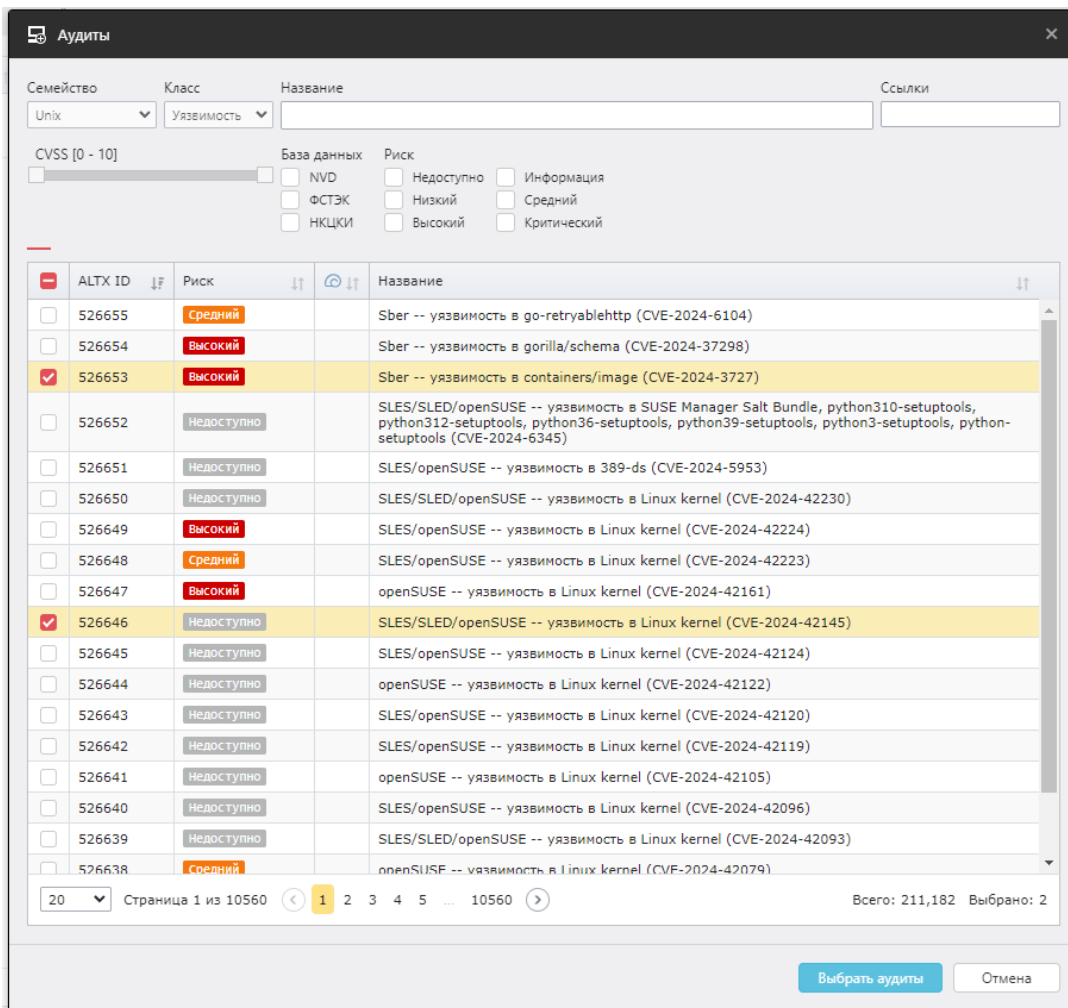 Аудиты
Семейство Класс Название Ссылки
Unix Уязвимость
CVSS [0 - 10] База данных Риск
NVD Недоступно Информация
ФСТЭК Низкий Средний
НКЦКИ Высокий Критический
ALTX ID Риск Название
526655 Средний Sber -- уязвимость в go-retryablehttp (CVE-2024-6104)
526654 Высокий Sber -- уязвимость в gorilla/schema (CVE-2024-37298)
526653 Высокий Sber -- уязвимость в containers/image (CVE-2024-3727)
526652 Недоступно SLES/SLED/openSUSE -- уязвимость в SUSE Manager Salt Bundle, python310-setuptools,
python312-setuptools, python36-setuptools, python39-setuptools, python3-setuptools, python-
setuptools (CVE-2024-6345)
526651 Недоступно SLES/openSUSE -- уязвимость в 389-ds (CVE-2024-5953)
526650 Недоступно SLES/SLED/openSUSE -- уязвимость в Linux kernel (CVE-2024-42230)
526649 Высокий SLES/openSUSE -- уязвимость в Linux kernel (CVE-2024-42224)
526648 Средний SLES/SLED/openSUSE -- уязвимость в Linux kernel (CVE-2024-42223)
526647 Высокий openSUSE -- уязвимость в Linux kernel (CVE-2024-42161)
526646 Недоступно SLES/SLED/openSUSE -- уязвимость в Linux kernel (CVE-2024-42145)
526645 Недоступно SLES/SLED/openSUSE -- уязвимость в Linux kernel (CVE-2024-42124)
526644 Недоступно openSUSE -- уязвимость в Linux kernel (CVE-2024-42122)
526643 Недоступно SLES/openSUSE -- уязвимость в Linux kernel (CVE-2024-42120)
526642 Недоступно SLES/openSUSE -- уязвимость в Linux kernel (CVE-2024-42119)
526641 Недоступно openSUSE -- уязвимость в Linux kernel (CVE-2024-42105)
526640 Недоступно SLES/openSUSE -- уязвимость в Linux kernel (CVE-2024-42096)
526639 Недоступно SLES/SLED/openSUSE -- уязвимость в Linux kernel (CVE-2024-42093)
526638 Средний openSUSE -- уязвимость в Linux kernel (CVE-2024-42079)
20 Страница 1 из 10560 1 2 3 4 5 ... 10560 Всего: 211,182 Выбрано: 2
Выбрать аудиты Отмена